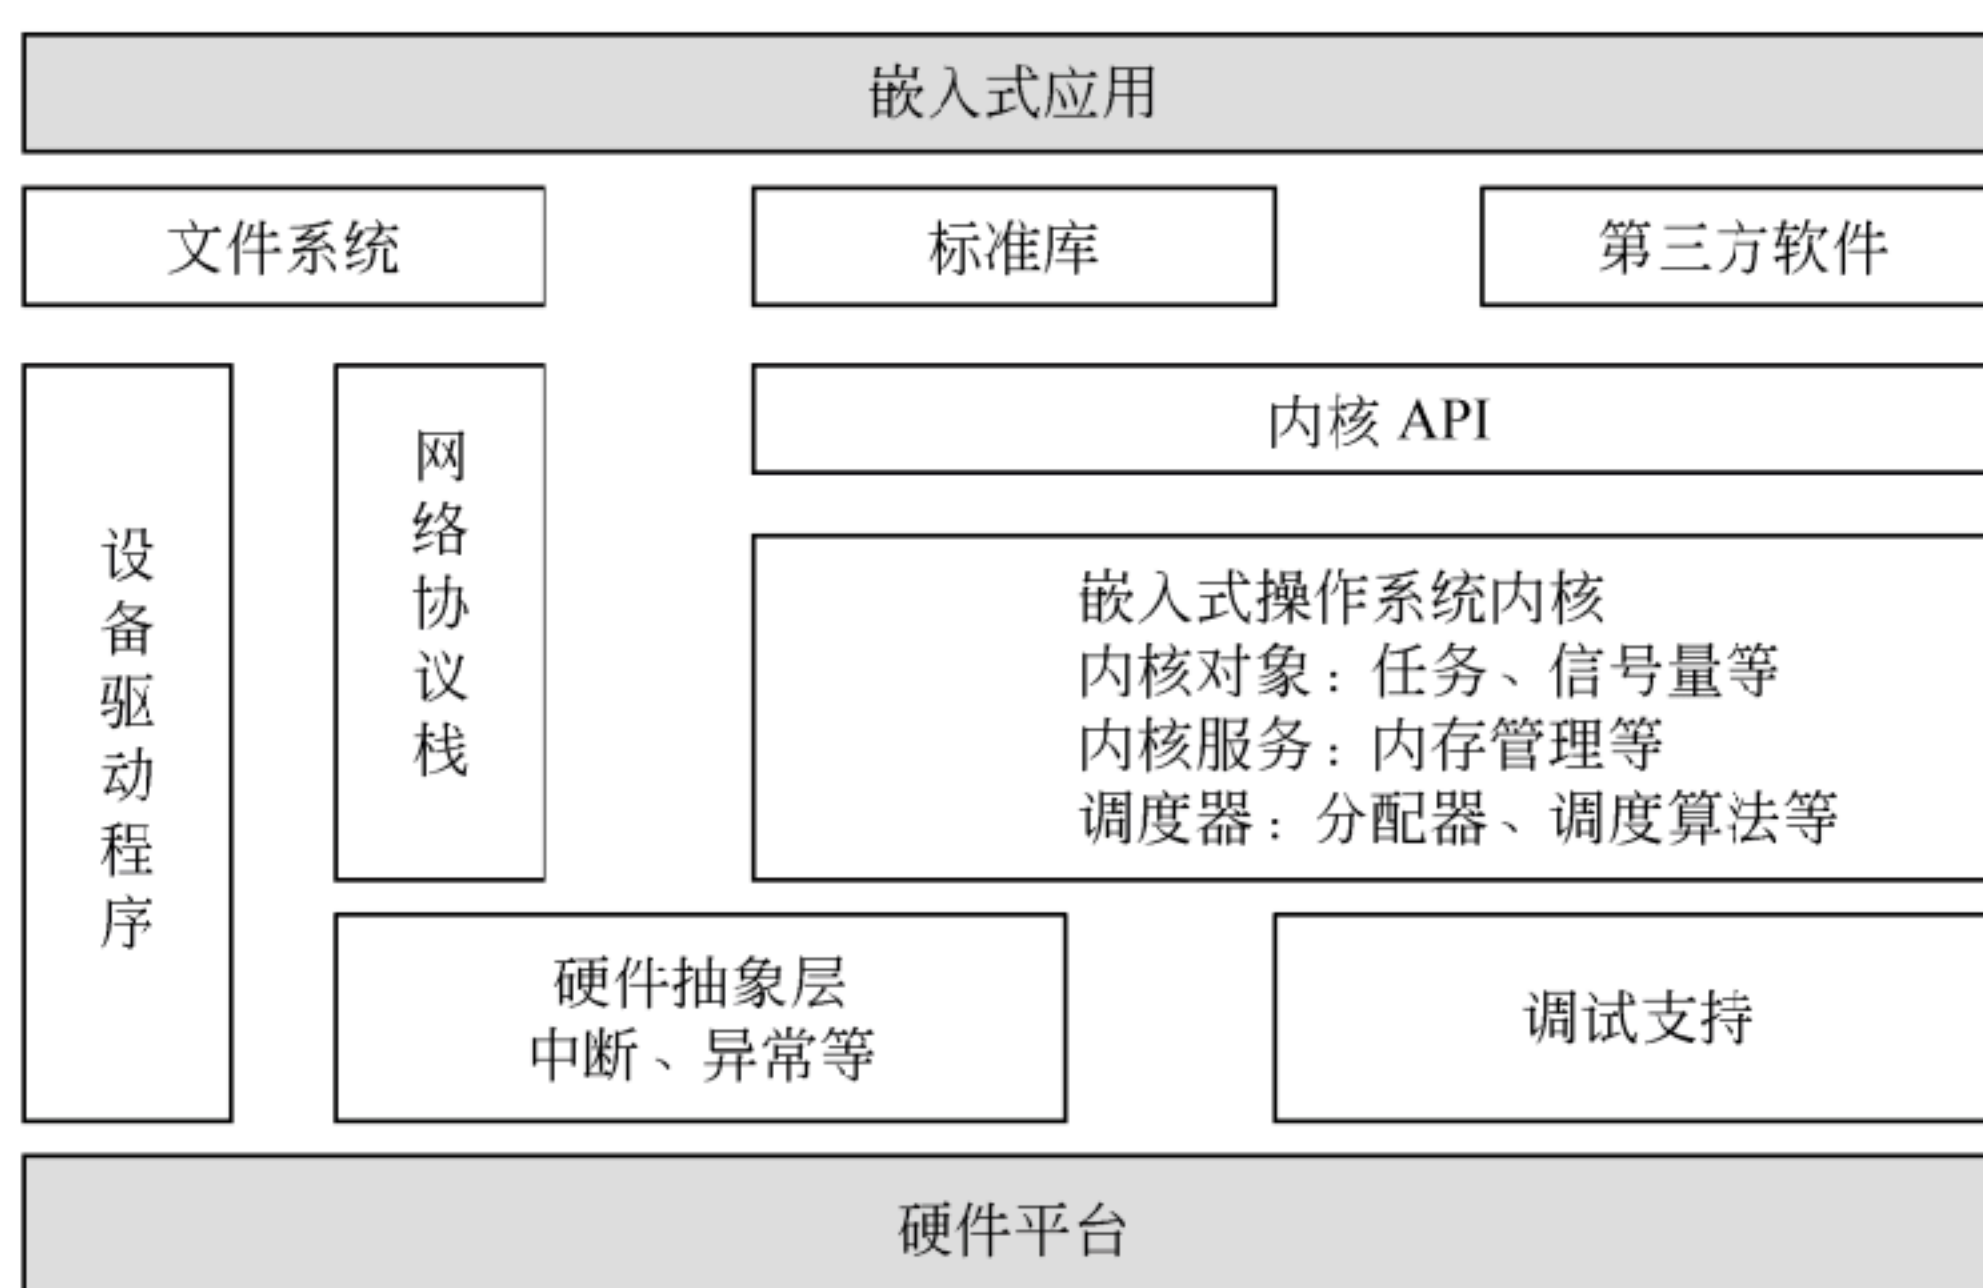 嵌入式应用
文件系统
标准库
第三方软件
设备驱动程序
网络协议栈
内核 API
嵌入式操作系统内核
内核对象：任务、信号量等
内核服务：内存管理等
调度器：分配器、调度算法等
硬件抽象层
中断、异常等
调试支持
硬件平台